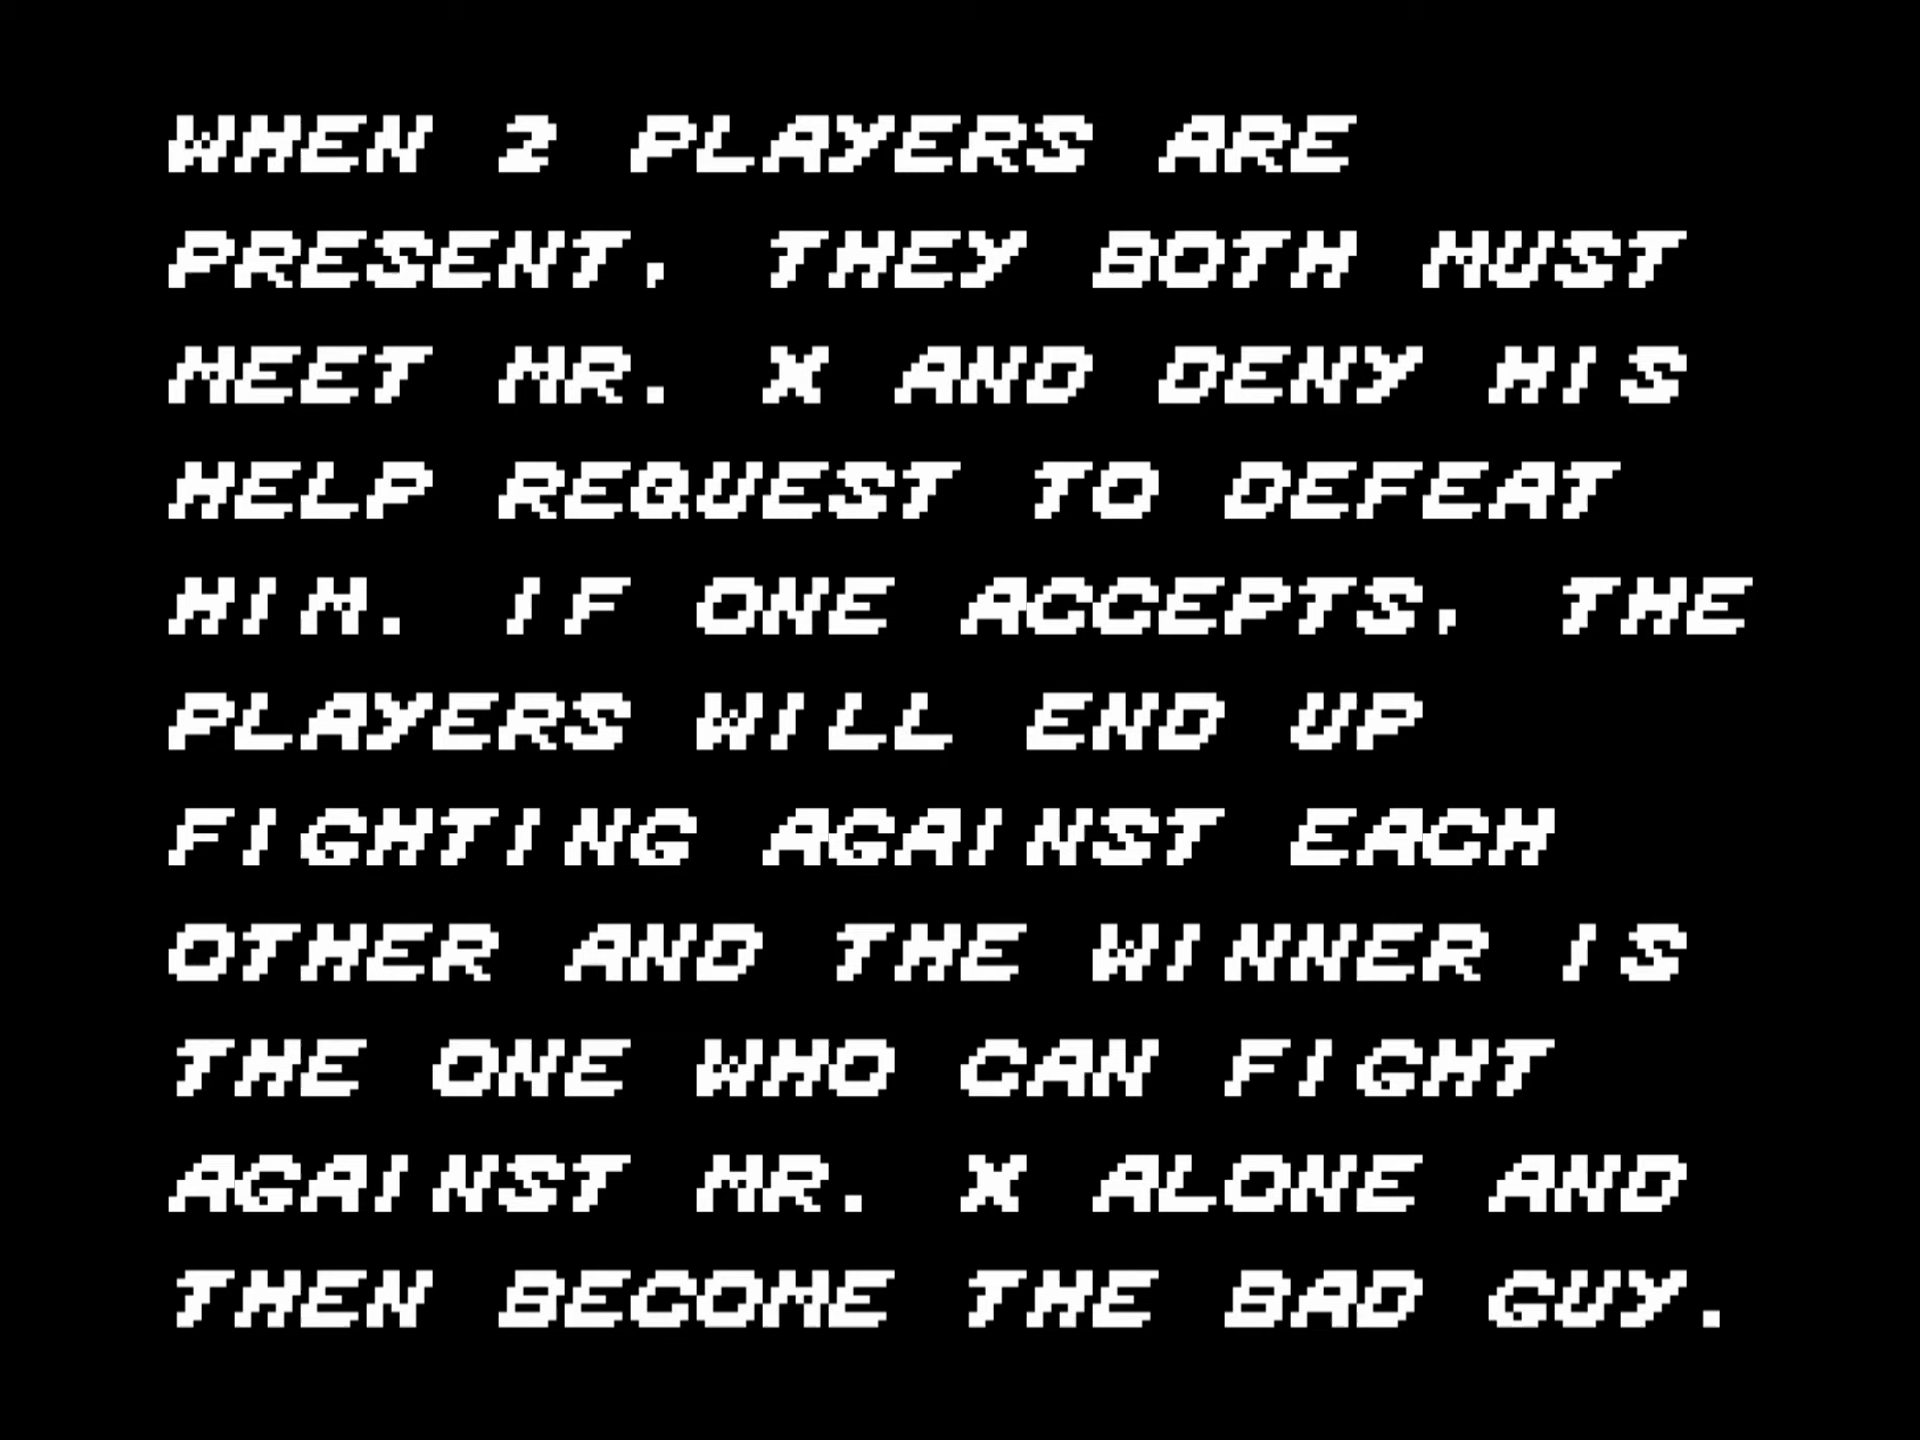 WHEN 2 PLAYERS ARE
PRESENT, THEY BOTH MUST
MEET MR. X AND DENY HIS
HELP REQUEST TO DEFEAT
HIM. IF ONE ACCEPTS, THE
PLAYERS WILL END UP
FIGHTING AGAINST EACH
OTHER AND THE WINNER IS
THE ONE WHO CAN FIGHT
AGAINST MR. X ALONE AND
THEN BECOME THE BAD GUY.